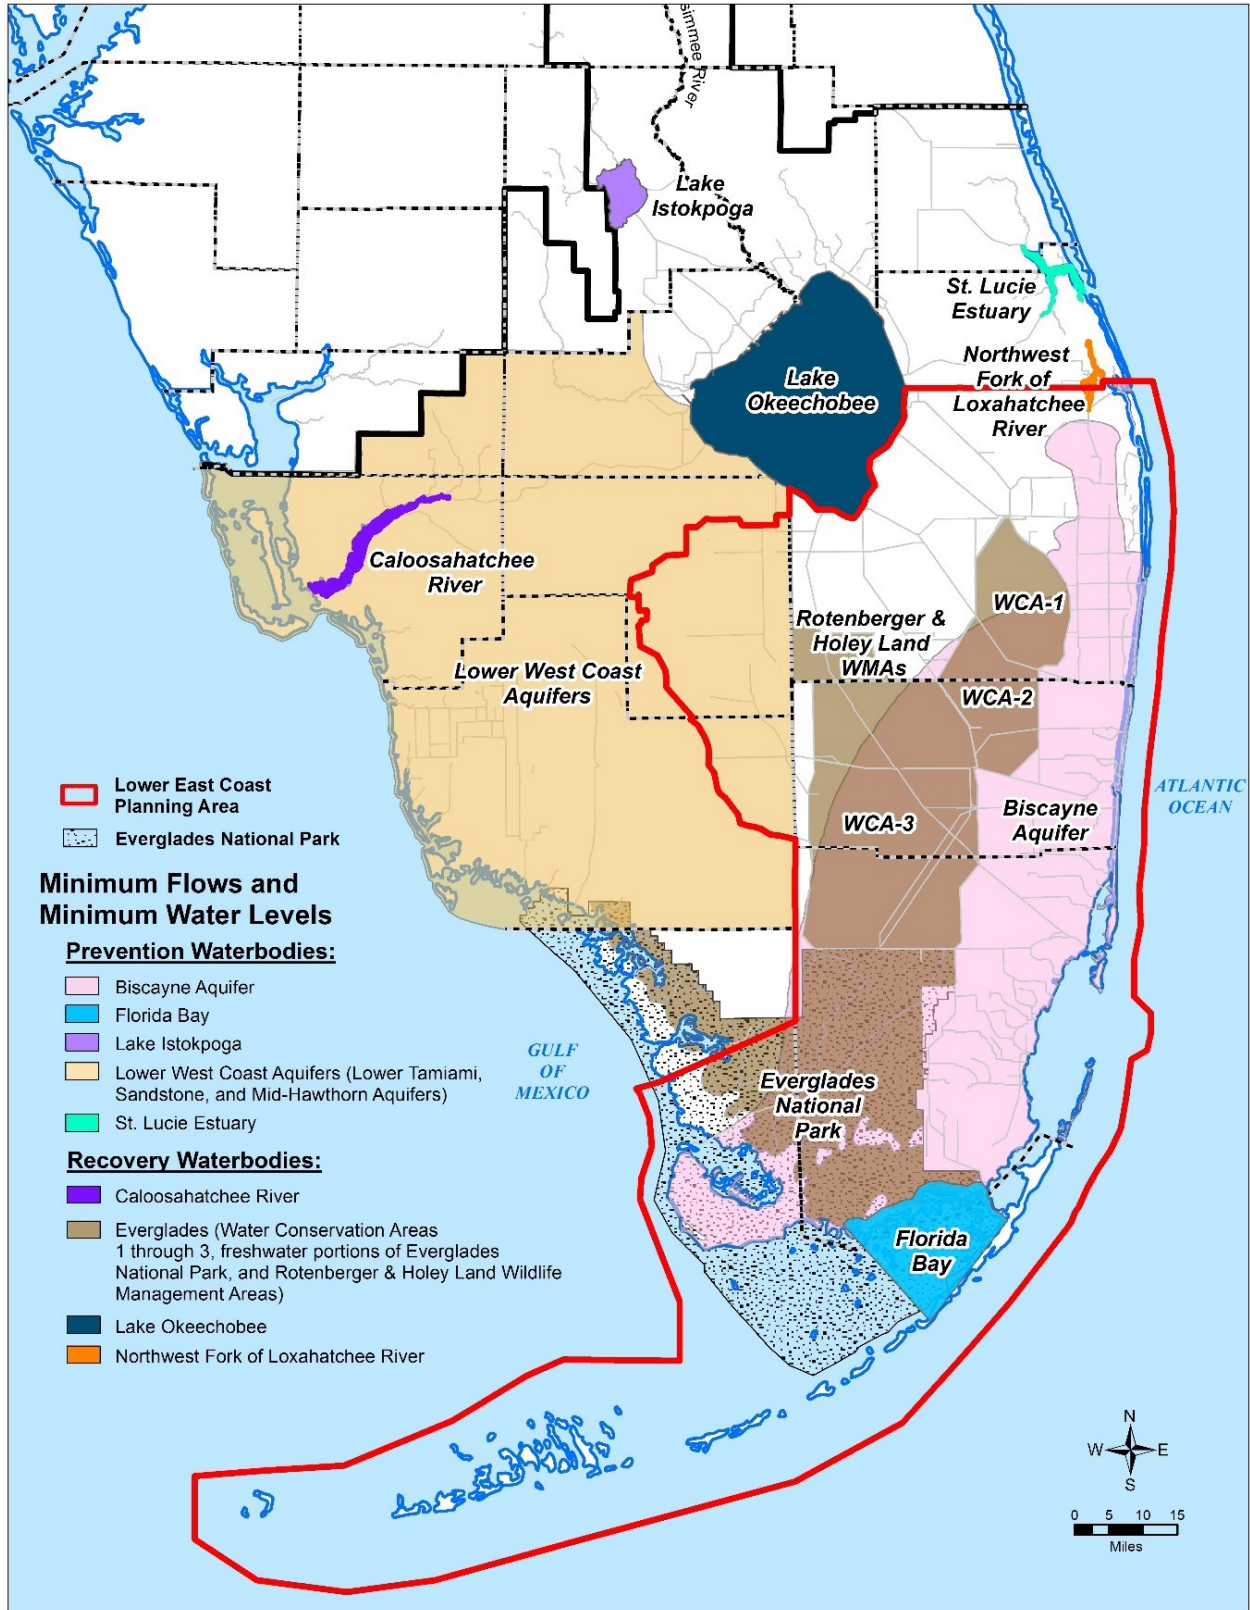 simmee River
Lake
Istokpoga
St. Lucie
Estuary
Northwest
Fork of
Loxahatchee
River
Lake
Okeechobee
Caloosahatchee
River
WCA-1
Rotenberger &
Holey Land
WMAs
Lower West Coast
Aquifers
WCA-2
ATLANTIC
OCEAN
Biscayne
Aquifer
WCA-3
Lower East Coast
Planning Area
Everglades National Park
Minimum Flows and
Minimum Water Levels
Prevention Waterbodies:
Biscayne Aquifer
Florida Bay
Lake Istokpoga
Lower West Coast Aquifers (Lower Tamiami,
Sandstone, and Mid-Hawthorn Aquifers)
St. Lucie Estuary
Recovery Waterbodies:
Caloosahatchee River
Everglades (Water Conservation Areas
1 through 3, freshwater portions of Everglades
National Park, and Rotenberger & Holey Land Wildlife
Management Areas)
Lake Okeechobee
Northwest Fork of Loxahatchee River
GULF
OF
MEXICO
Everglades
National
Park
Florida
Bay
N
W E
S
0 5 10 15
Miles